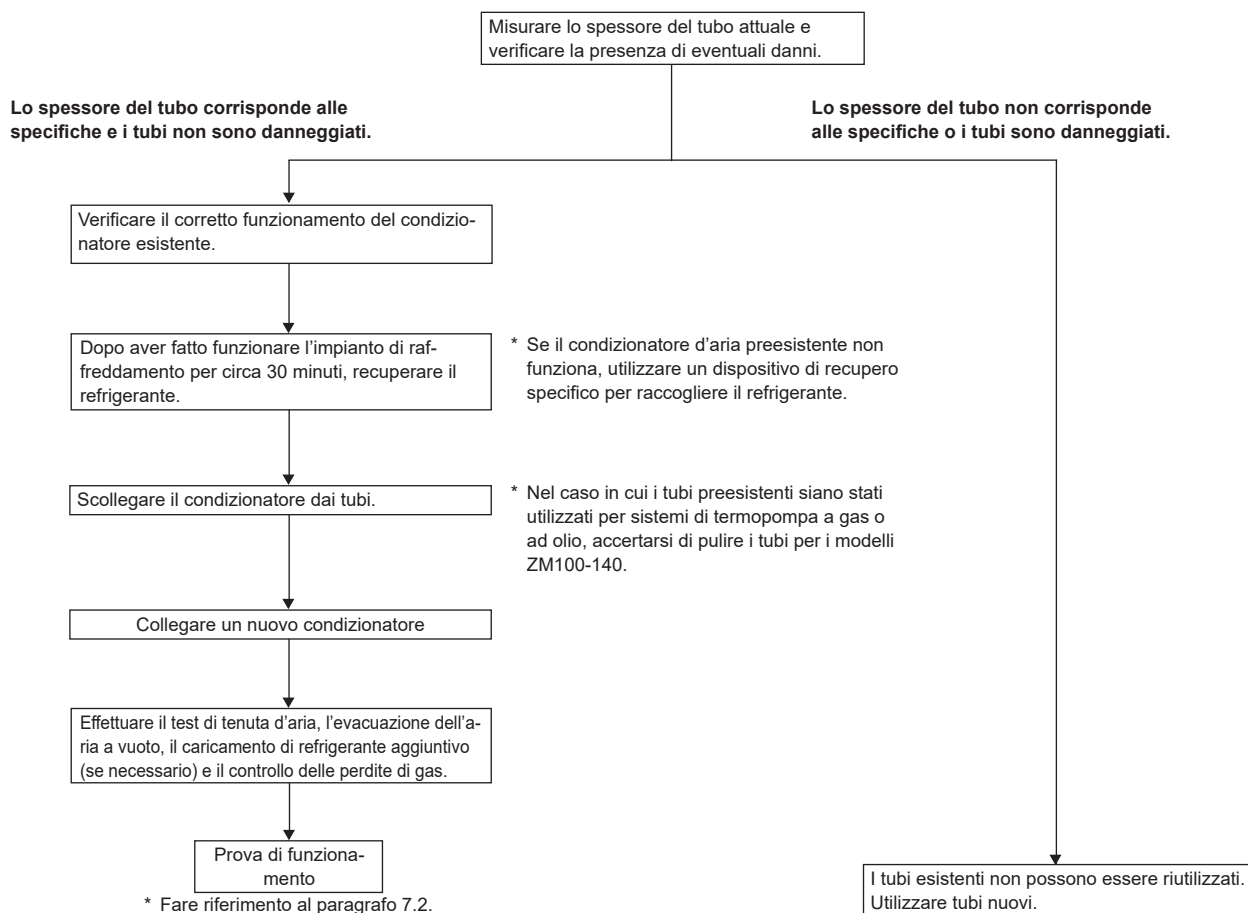 Misurare lo spessore del tubo attuale e
verificare la presenza di eventuali danni.
Lo spessore del tubo corrisponde alle
specifiche e i tubi non sono danneggiati.
Lo spessore del tubo non corrisponde
alle specifiche o i tubi sono danneggiati.
Verificare il corretto funzionamento del condizio-
natore esistente.
Dopo aver fatto funzionare l'impianto di raf-
freddamento per circa 30 minuti, recuperare il
refrigerante.
* Se il condizionatore d'aria preesistente non
funziona, utilizzare un dispositivo di recupero
specifico per raccogliere il refrigerante.
Scollegare il condizionatore dai tubi.
* Nel caso in cui i tubi preesistenti siano stati
utilizzati per sistemi di termopompa a gas o
ad olio, accertarsi di pulire i tubi per i modelli
ZM100-140.
Collegare un nuovo condizionatore
Effettuare il test di tenuta d'aria, l'evacuazione dell'a-
ria a vuoto, il caricamento di refrigerante aggiuntivo
(se necessario) e il controllo delle perdite di gas.
Prova di funziona-
mento
* Fare riferimento al paragrafo 7.2.
I tubi esistenti non possono essere riutilizzati.
Utilizzare tubi nuovi.